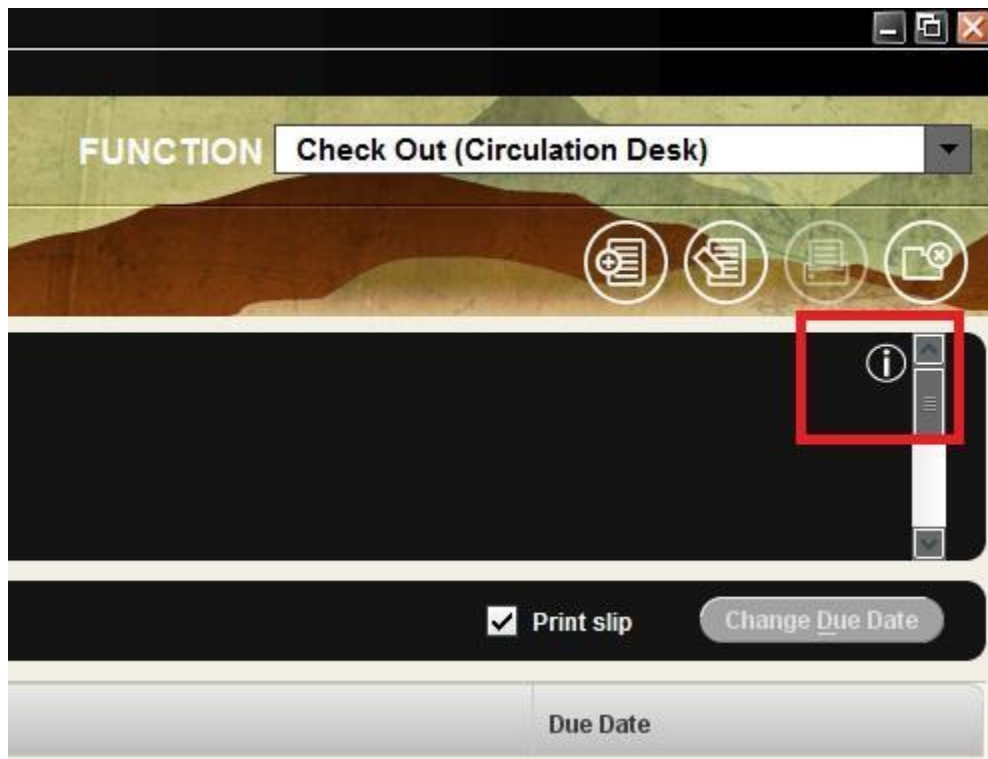 FUNCTION Check Out (Circulation Desk)
i
Print slip Change Due Date
Due Date